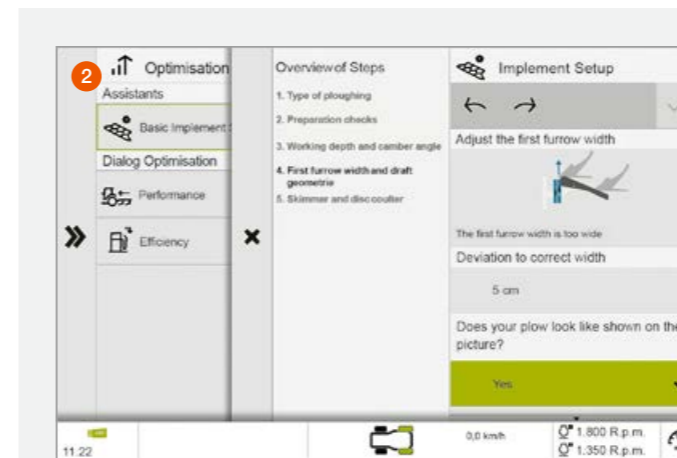 2
Optimisation
Assistants
Basic Implement
Dialog Optimisation
Performance
Efficiency
Overview of Steps
1. Type of ploughing
2. Preparation checks
3. Working depth and camber angle
4. First furrow width and draft
geometrie
5. Skimmer and disc coulter
Implement Setup
Adjust the first furrow width
The first furrow width is too wide
Deviation to correct width
5 cm
Does your plow look like shown on the
picture?
Yes
11:22
0,0 km/h
1.800 R.p.m.
1.350 R.p.m.